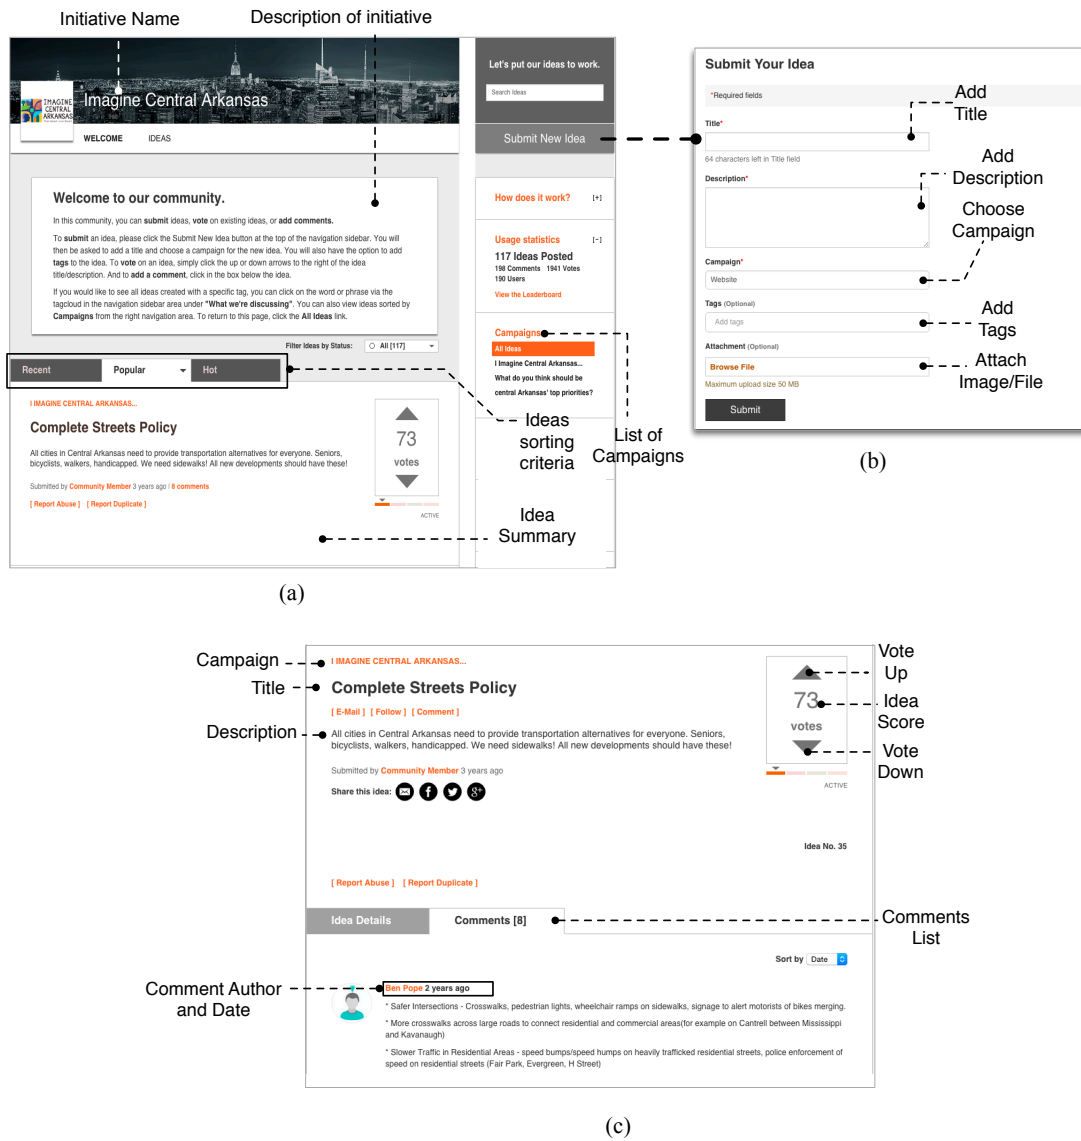 Initiative Name
Description of initiative
IMAGINE
CENTRAL
ARKANSAS
Imagine Central Arkansas
WELCOME IDEAS
Let's put our ideas to work.
Search Ideas
Submit New Idea
Welcome to our community.
In this community, you can submit ideas, vote on existing ideas, or add comments.
To submit an idea, please click the Submit New Idea button at the top of the navigation sidebar. You will
then be asked to add a title and choose a campaign for the new idea. You will also have the option to add
tags to the idea. To vote on an idea, simply click the up or down arrows to the right of the idea
title/description. And to add a comment, click in the box below the idea.
If you would like to see all ideas created with a specific tag, you can click on the word or phrase via the
tagcloud in the navigation sidebar area under "What we're discussing". You can also view ideas sorted by
Campaigns from the right navigation area. To return to this page, click the All Ideas link.
How does it work? [+]
Usage statistics [-]
117 Ideas Posted
198 Comments 1941 Votes
190 Users
View the Leaderboard
Campaigns
All Ideas
I Imagine Central Arkansas...
What do you think should be
central Arkansas' top priorities?
Filter Ideas by Status: All [117]
Recent Popular Hot
I IMAGINE CENTRAL ARKANSAS...
Complete Streets Policy
All cities in Central Arkansas need to provide transportation alternatives for everyone. Seniors,
bicyclists, walkers, handicapped. We need sidewalks! All new developments should have these!
Submitted by Community Member 3 years ago / 8 comments
[ Report Abuse ] [ Report Duplicate ]
73
votes
ACTIVE
Ideas
sorting
criteria
List of
Campaigns
Idea
Summary
(a)
Submit Your Idea
*Required fields
Title*
64 characters left in Title field
Description*
Campaign*
Website
Tags (Optional)
Add tags
Attachment (Optional)
Browse File
Maximum upload size 50 MB
Submit
Add
Title
Add
Description
Choose
Campaign
Add
Tags
Attach
Image/File
(b)
Campaign
Title
Description
I IMAGINE CENTRAL ARKANSAS...
Complete Streets Policy
[ E-Mail ] [ Follow ] [ Comment ]
All cities in Central Arkansas need to provide transportation alternatives for everyone. Seniors,
bicyclists, walkers, handicapped. We need sidewalks! All new developments should have these!
Submitted by Community Member 3 years ago
Share this idea: f 8+
73
votes
ACTIVE
Vote
Up
Idea
Score
Vote
Down
Idea No. 35
[ Report Abuse ] [ Report Duplicate ]
Idea Details Comments [8]
Comments
List
Sort by Date
Comment Author
and Date
Ben Pope 2 years ago
* Safer Intersections - Crosswalks, pedestrian lights, wheelchair ramps on sidewalks, signage to alert motorists of bikes merging.
* More crosswalks across large roads to connect residential and commercial areas(for example on Cantrell between Mississippi
and Kavanaugh)
* Slower Traffic in Residential Areas - speed bumps/speed humps on heavily trafficked residential streets, police enforcement of
speed on residential streets (Fair Park, Evergreen, H Street)
(c)